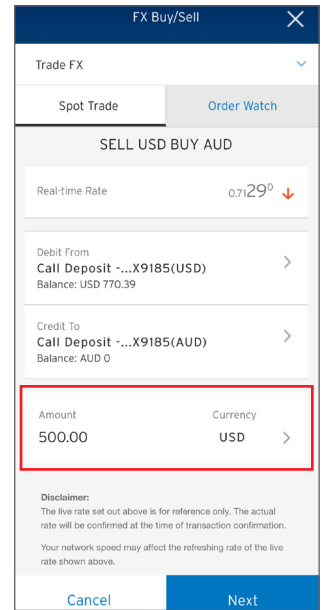 FX Buy/Sell
Trade FX
Spot Trade
Order Watch
SELL USD BUY AUD
Real-time Rate
0.7129⁰
Debit From
Call Deposit -...X9185(USD)
Balance: USD 770.39
Credit To
Call Deposit -...X9185(AUD)
Balance: AUD 0
Amount
Currency
500.00
USD
Disclaimer:
The live rate set out above is for reference only. The actual
rate will be confirmed at the time of transaction confirmation.
Your network speed may affect the refreshing rate of the live
rate shown above.
Cancel
Next